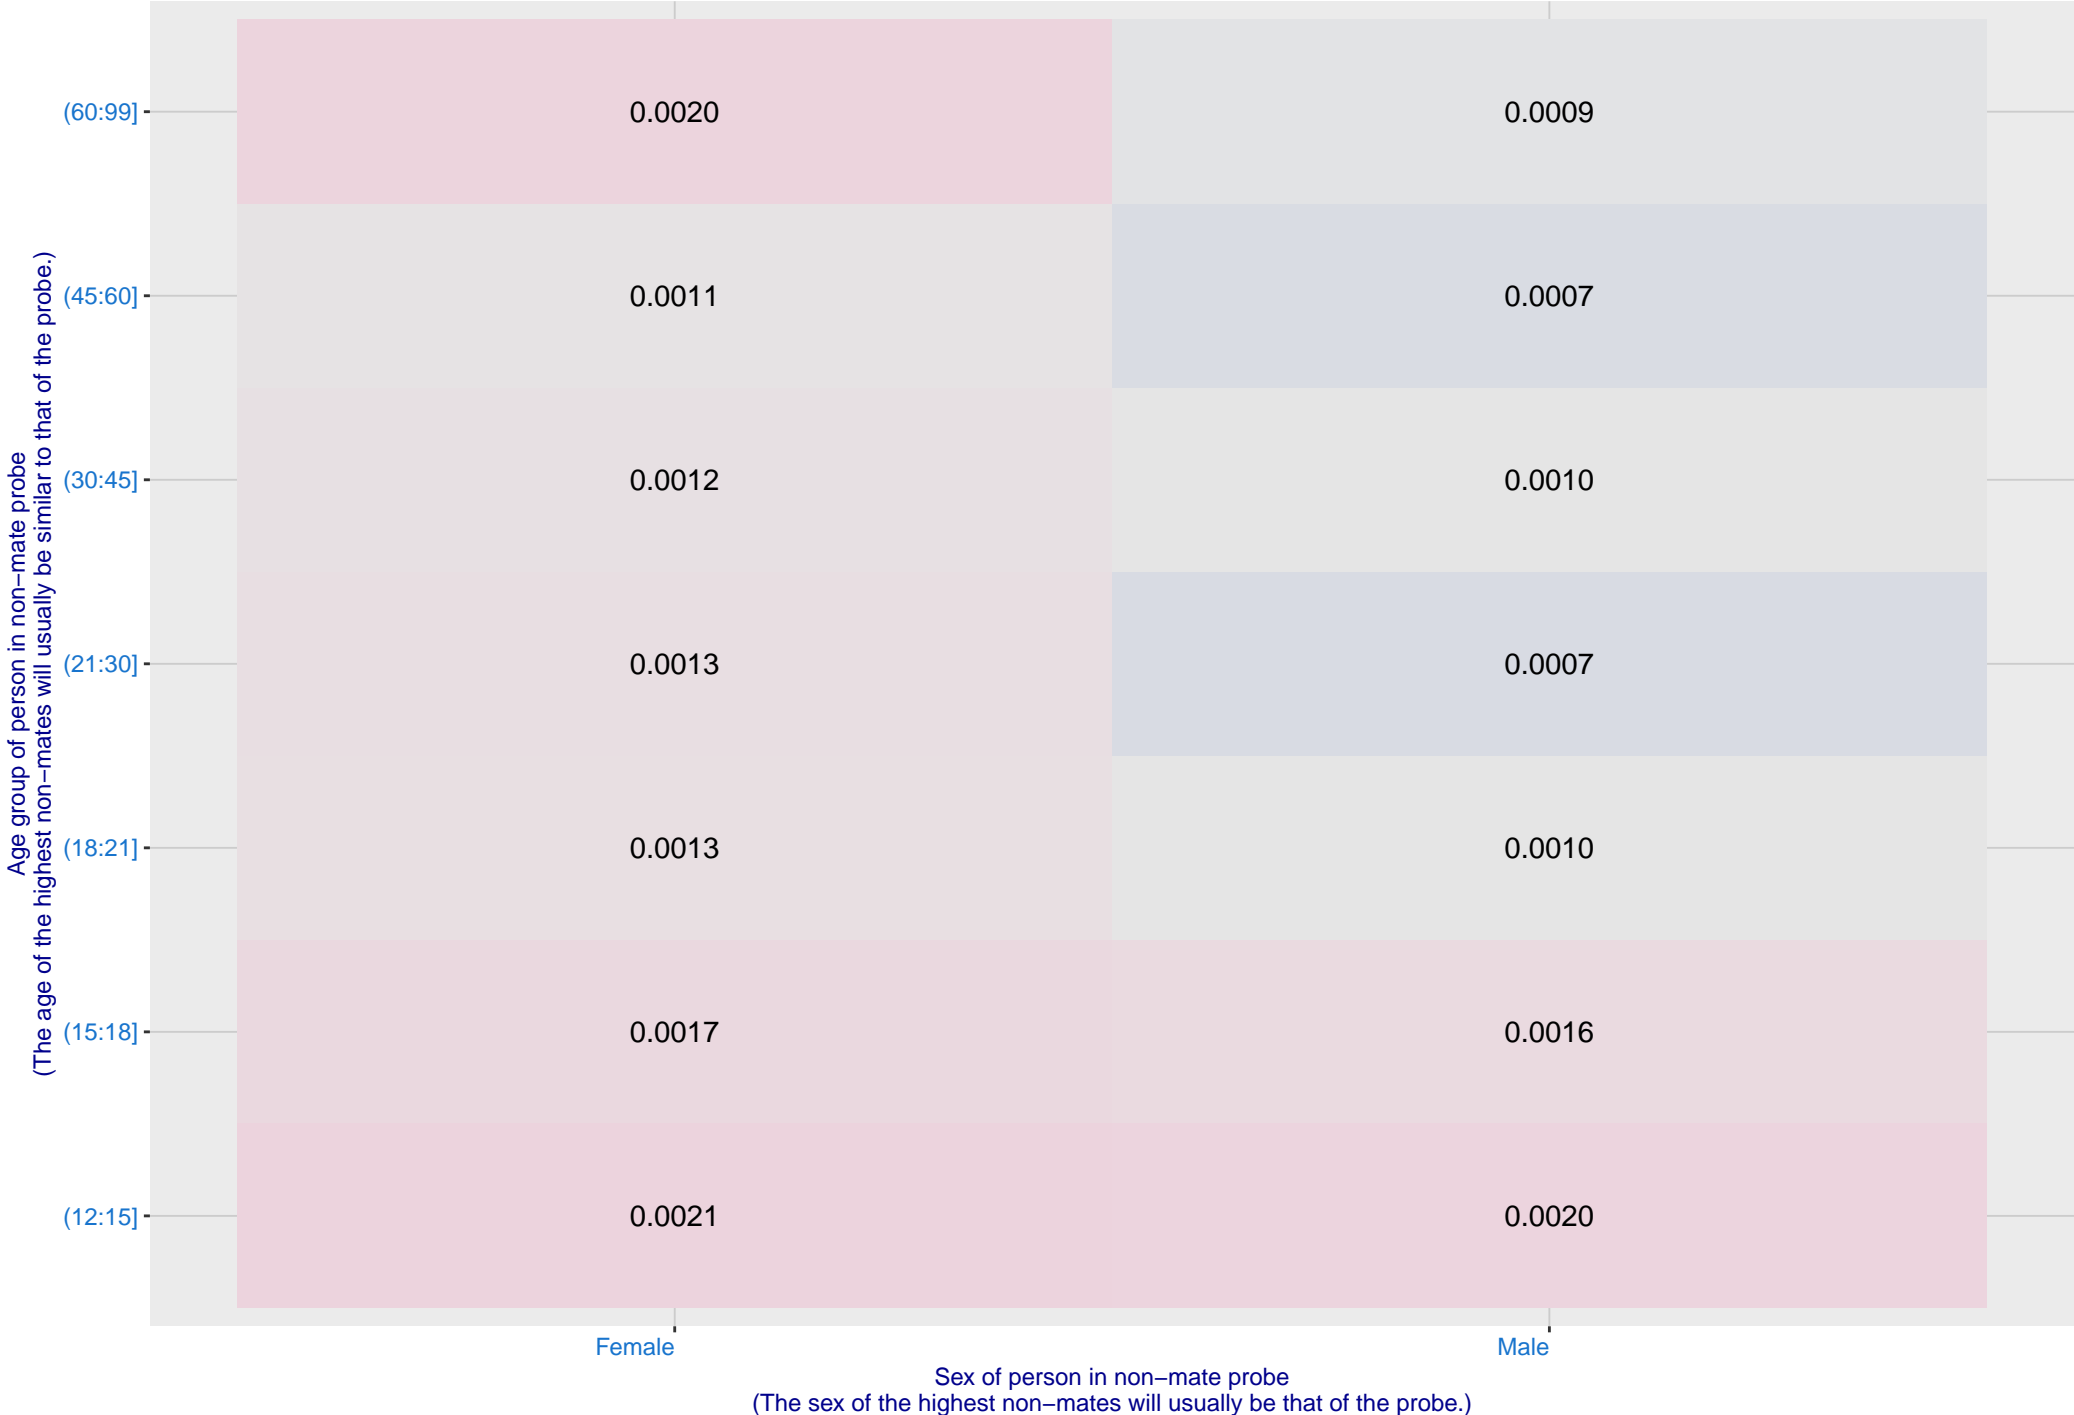 Age group of person in non−mate probe
(The age of the highest non−mates will usually be similar to that of the probe.)
(60:99] 0.0020 0.0009
(45:60] 0.0011 0.0007
(30:45] 0.0012 0.0010
(21:30] 0.0013 0.0007
(18:21] 0.0013 0.0010
(15:18] 0.0017 0.0016
(12:15] 0.0021 0.0020
Female Male
Sex of person in non−mate probe
(The sex of the highest non−mates will usually be that of the probe.)